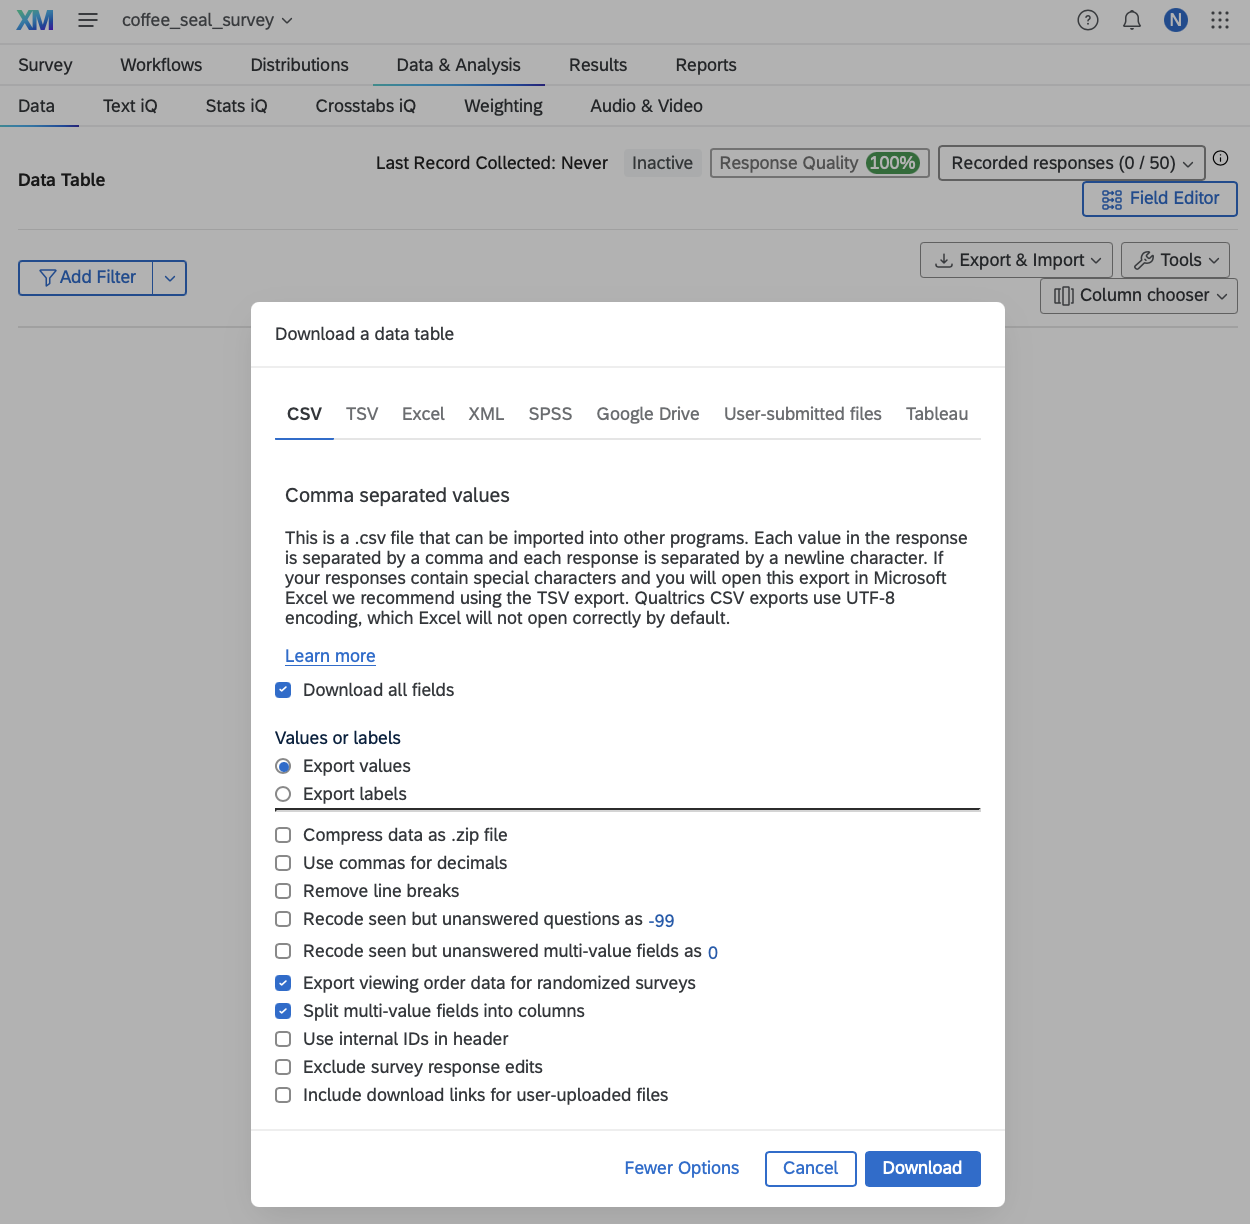 XM
coffee_seal_survey
N
Survey Workflows Distributions Data & Analysis Results Reports
Data Text iQ Stats iQ Crosstabs iQ Weighting Audio & Video
Data Table
Last Record Collected: Never Inactive Response Quality 100% Recorded responses (0 / 50)
Field Editor
Add Filter
Export & Import Tools
Column chooser
Download a data table
CSV TSV Excel XML SPSS Google Drive User-submitted files Tableau
Comma separated values
This is a .csv file that can be imported into other programs. Each value in the response
is separated by a comma and each response is separated by a newline character. If
your responses contain special characters and you will open this export in Microsoft
Excel we recommend using the TSV export. Qualtrics CSV exports use UTF-8
encoding, which Excel will not open correctly by default.
Learn more
Download all fields
Values or labels
Export values
Export labels
Compress data as .zip file
Use commas for decimals
Remove line breaks
Recode seen but unanswered questions as -99
Recode seen but unanswered multi-value fields as 0
Export viewing order data for randomized surveys
Split multi-value fields into columns
Use internal IDs in header
Exclude survey response edits
Include download links for user-uploaded files
Fewer Options Cancel Download